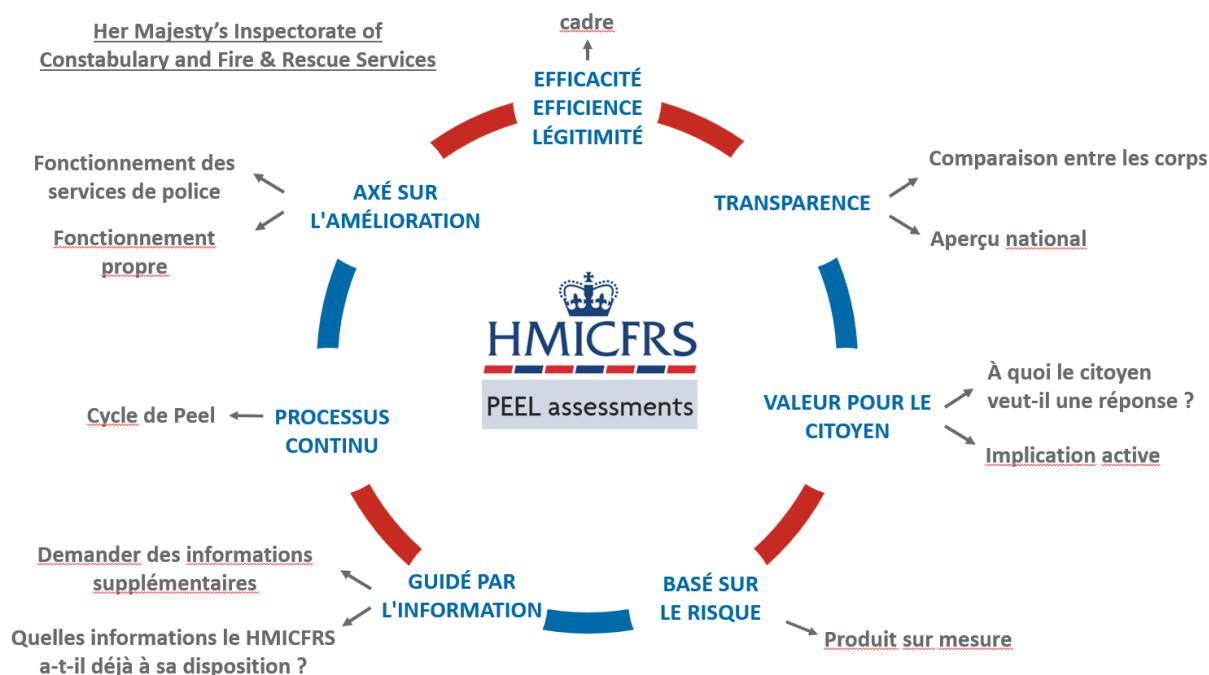 Her Majesty's Inspectorate of
Constabulary and Fire & Rescue Services
cadre
EFFICACITÉ
EFFICIENCE
LÉGITIMITÉ
Comparaison entre les corps
TRANSPARENCE
Aperçu national
À quoi le citoyen
veut-il une réponse ?
VALEUR POUR LE
CITOYEN
Implication active
BASÉ SUR
LE RISQUE
Produit sur mesure
GUIDÉ PAR
L'INFORMATION
Demander des informations
supplémentaires
Quelles informations le HMICFRS
a-t-il déjà à sa disposition ?
PROCESSUS
CONTINU
Cycle de Peel
AXÉ SUR
L'AMÉLIORATION
Fonctionnement des
services de police
Fonctionnement
propre
HMICFRS
PEEL assessments